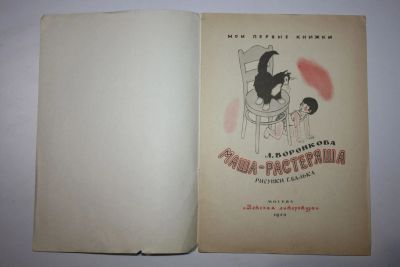 МОИ ПЕРВЫЕ КНИЖКИ
Л. ВОРОНКОВА
МАША-РАСТЕРЯША
РИСУНКИ Г. ВАЛЬКА
МОСКВА
«Детская литература»